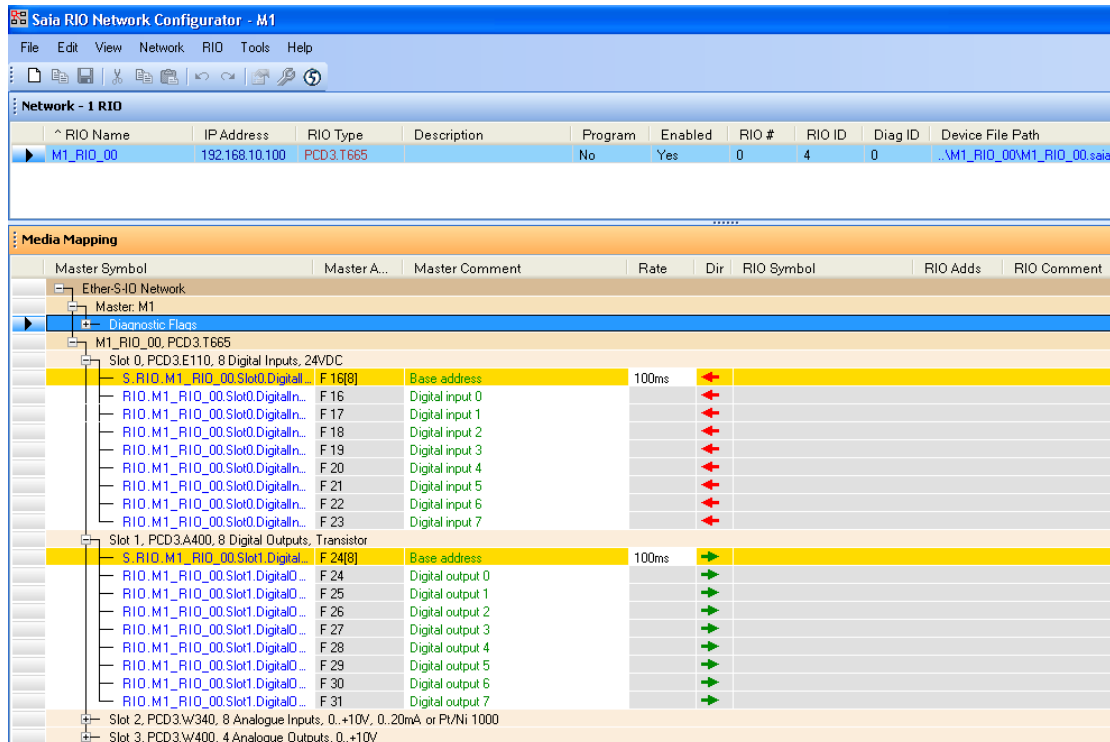 Saia RIO Network Configurator - M1
File Edit View Network RIO Tools Help
Network - 1 RIO
^ RIO Name IP Address RIO Type Description Program Enabled RIO # RIO ID Diag ID Device File Path
M1_RIO_00 192.168.10.100 PCD3.T665 No Yes 0 4 0 ..\M1_RIO_00\M1_RIO_00.saia
Media Mapping
Master Symbol Master A... Master Comment Rate Dir RIO Symbol RIO Adds RIO Comment
Ether-S-IO Network
Master: M1
Diagnostic Flags
M1_RIO_00, PCD3.T665
Slot 0, PCD3.E110, 8 Digital Inputs, 24VDC
S.RIO.M1_RIO_00.Slot0.DigitalI... F 16[8] Base address 100ms
RIO.M1_RIO_00.Slot0.DigitalIn... F 16 Digital input 0
RIO.M1_RIO_00.Slot0.DigitalIn... F 17 Digital input 1
RIO.M1_RIO_00.Slot0.DigitalIn... F 18 Digital input 2
RIO.M1_RIO_00.Slot0.DigitalIn... F 19 Digital input 3
RIO.M1_RIO_00.Slot0.DigitalIn... F 20 Digital input 4
RIO.M1_RIO_00.Slot0.DigitalIn... F 21 Digital input 5
RIO.M1_RIO_00.Slot0.DigitalIn... F 22 Digital input 6
RIO.M1_RIO_00.Slot0.DigitalIn... F 23 Digital input 7
Slot 1, PCD3.A400, 8 Digital Outputs, Transistor
S.RIO.M1_RIO_00.Slot1.Digital... F 24[8] Base address 100ms
RIO.M1_RIO_00.Slot1.DigitalO... F 24 Digital output 0
RIO.M1_RIO_00.Slot1.DigitalO... F 25 Digital output 1
RIO.M1_RIO_00.Slot1.DigitalO... F 26 Digital output 2
RIO.M1_RIO_00.Slot1.DigitalO... F 27 Digital output 3
RIO.M1_RIO_00.Slot1.DigitalO... F 28 Digital output 4
RIO.M1_RIO_00.Slot1.DigitalO... F 29 Digital output 5
RIO.M1_RIO_00.Slot1.DigitalO... F 30 Digital output 6
RIO.M1_RIO_00.Slot1.DigitalO... F 31 Digital output 7
Slot 2, PCD3.W340, 8 Analogue Inputs, 0..+10V, 0..20mA or Pt/Ni 1000
Slot 3, PCD3.W400, 4 Analogue Outputs, 0..+10V